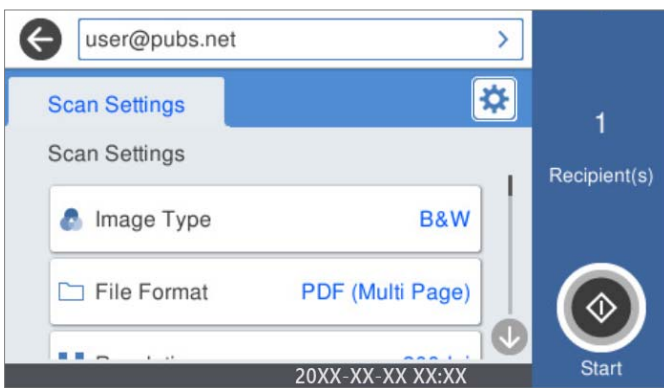 user@pubs.net
Scan Settings
Scan Settings
Image Type B&W
File Format PDF (Multi Page)
20XX-XX-XX XX:XX
1
Recipient(s)
Start